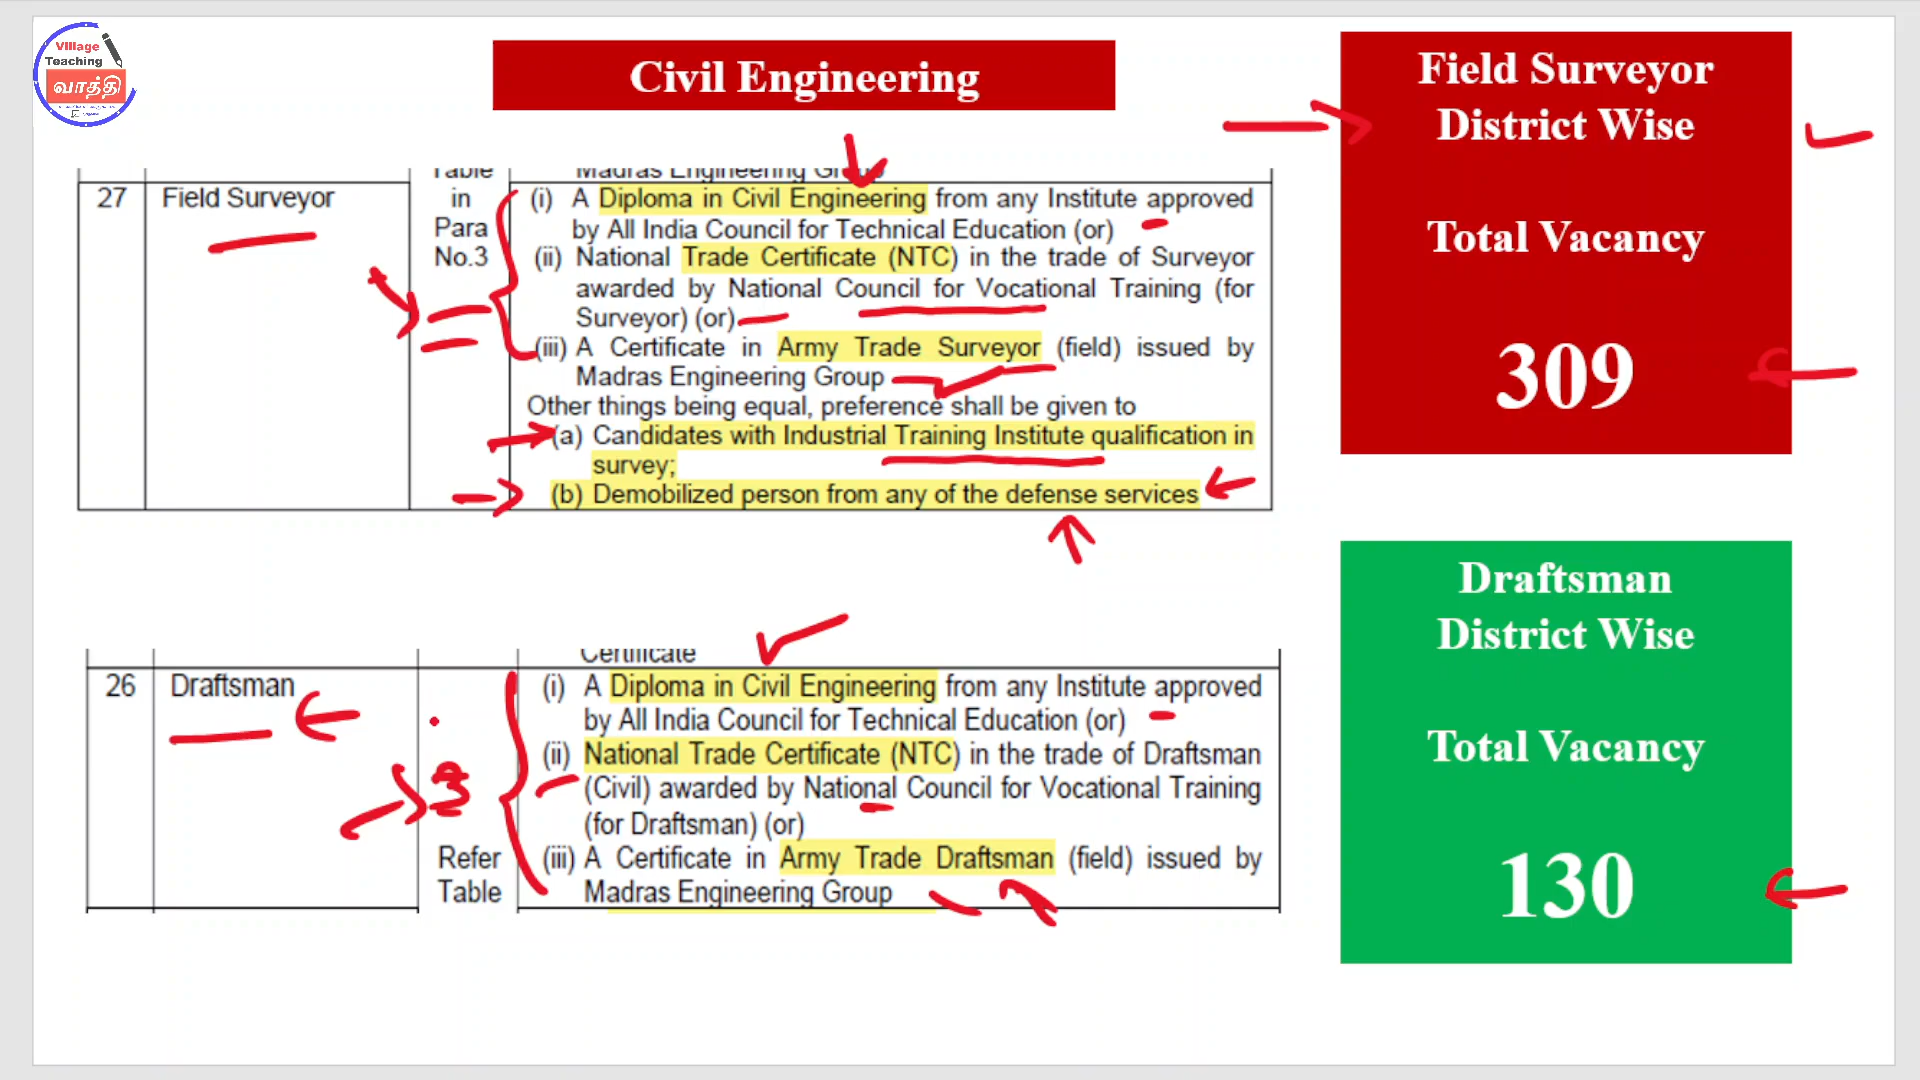 Village
Teaching
வாத்தி
Civil Engineering
Field Surveyor
District Wise
Total Vacancy
309
Table
in
Para
No.3
Madras Engineering Group
27
Field Surveyor
(i) A Diploma in Civil Engineering from any Institute approved
by All India Council for Technical Education (or)
(ii) National Trade Certificate (NTC) in the trade of Surveyor
awarded by National Council for Vocational Training (for
Surveyor) (or)
(iii) A Certificate in Army Trade Surveyor (field) issued by
Madras Engineering Group
Other things being equal, preference shall be given to
(a) Candidates with Industrial Training Institute qualification in
survey;
(b) Demobilized person from any of the defense services
Draftsman
District Wise
Total Vacancy
130
Certificate
26
Draftsman
3
Refer
Table
(i) A Diploma in Civil Engineering from any Institute approved
by All India Council for Technical Education (or)
(ii) National Trade Certificate (NTC) in the trade of Draftsman
(Civil) awarded by National Council for Vocational Training
(for Draftsman) (or)
(iii) A Certificate in Army Trade Draftsman (field) issued by
Madras Engineering Group